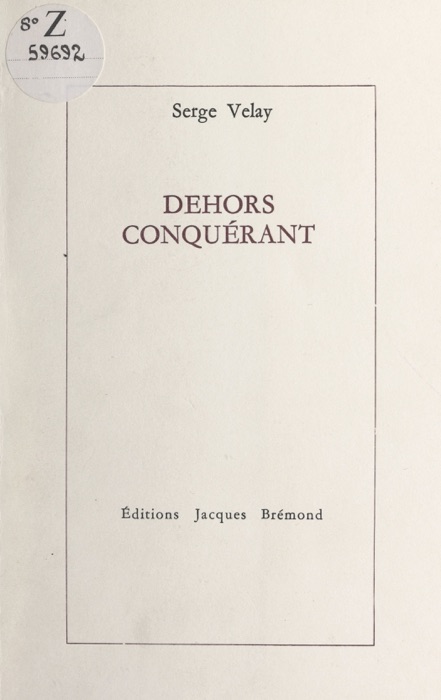 8° Z
59692
Serge Velay
DEHORS
CONQUÉRANT
Éditions Jacques Brémond